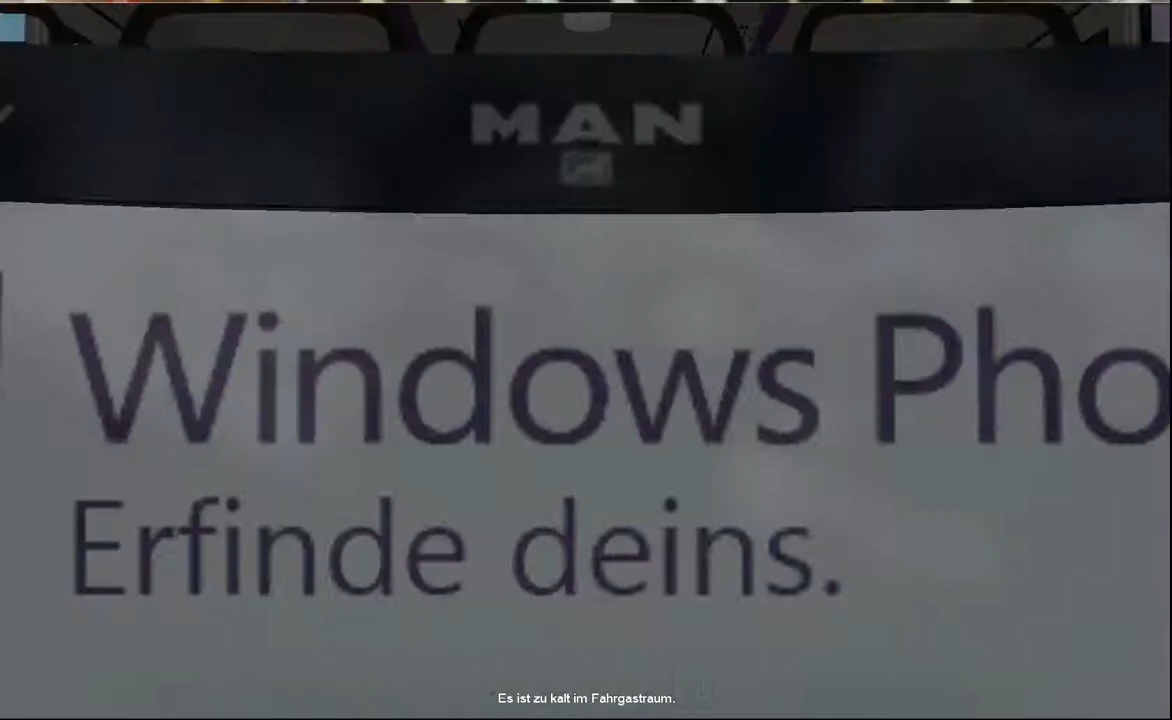 MAN
Windows Pho
Erfinde deins.
Es ist zu kalt im Fahrgastraum.